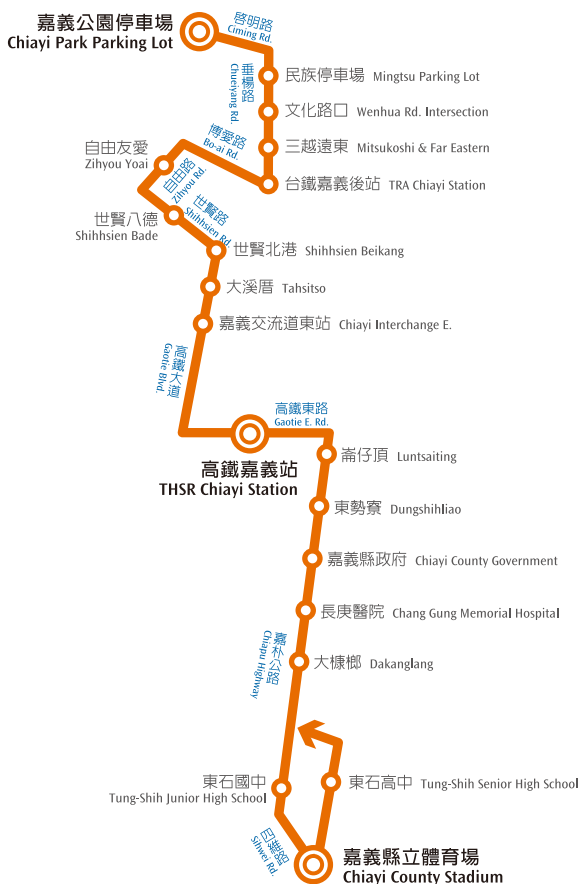 嘉義公園停車場
Chiayi Park Parking Lot
啓明路
Ciming Rd.
垂楊路
Chueiyang Rd.
民族停車場 Mingtsu Parking Lot
文化路口 Wenhua Rd. Intersection
三越遠東 Mitsukoshi & Far Eastern
台鐵嘉義後站 TRA Chiayi Station
博愛路
Bo-ai Rd.
自由友愛
Zihyou Yoai
自由路
Zihyou Rd.
世賢八德
Shihhsien Bade
世賢路
Shihhsien Rd.
世賢北港 Shihhsien Beikang
大溪厝 Tahsitso
嘉義交流道東站 Chiayi Interchange E.
高鐵大道
Gaotie Blvd.
高鐵東路
Gaotie E. Rd.
高鐵嘉義站
THSR Chiayi Station
崙仔頂 Luntsaiting
東勢寮 Dungshihliao
嘉義縣政府 Chiayi County Government
長庚醫院 Chang Gung Memorial Hospital
嘉朴公路
Chiapu Highway
大槺榔 Dakanglang
東石國中
Tung-Shih Junior High School
東石高中 Tung-Shih Senior High School
四維路
Sihwei Rd.
嘉義縣立體育場
Chiayi County Stadium